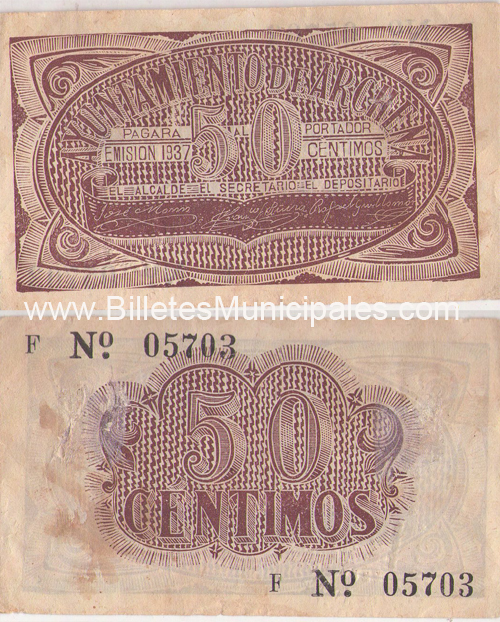 AYUNTAMIENTO DE ARCHENA
PAGARA 50 AL PORTADOR
EMISION 1937 CENTIMOS
EL ALCALDE = EL SECRETARIO = EL DEPOSITARIO
www.BilletesMunicipales.com
F Nº 05703
50
CENTIMOS
F Nº 05703